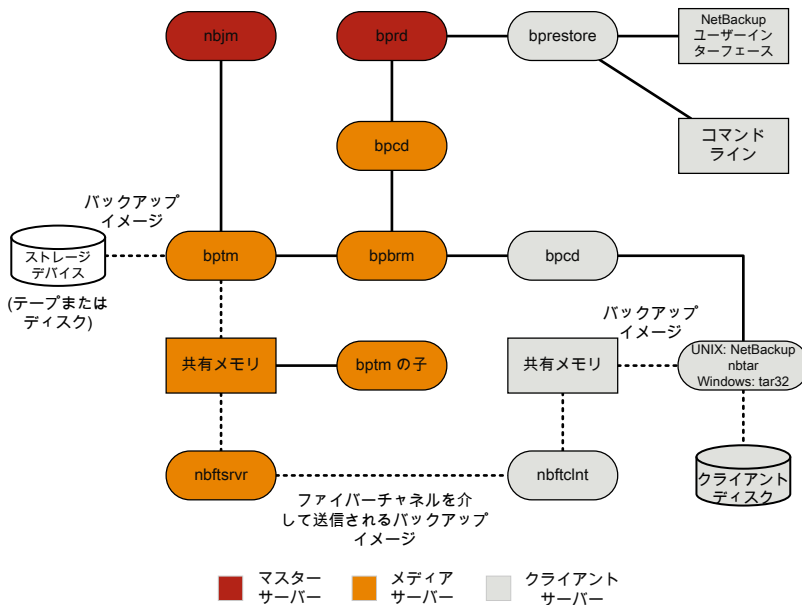 nbjm
bprd
bprestore
NetBackup
ユーザーイン
ターフェース
bpcd
コマンド
ライン
バックアップ
イメージ
ストレージ
デバイス
bptm
bpbrm
bpcd
(テープまたは
ディスク)
バックアップ
イメージ
共有メモリ
bptm の子
共有メモリ
UNIX: NetBackup
nbtar
Windows: tar32
nbftsrvr
nbftclnt
クライアント
ディスク
ファイバーチャネルを介
して送信されるバックアップ
イメージ
マスター
サーバー
メディア
サーバー
クライアント
サーバー